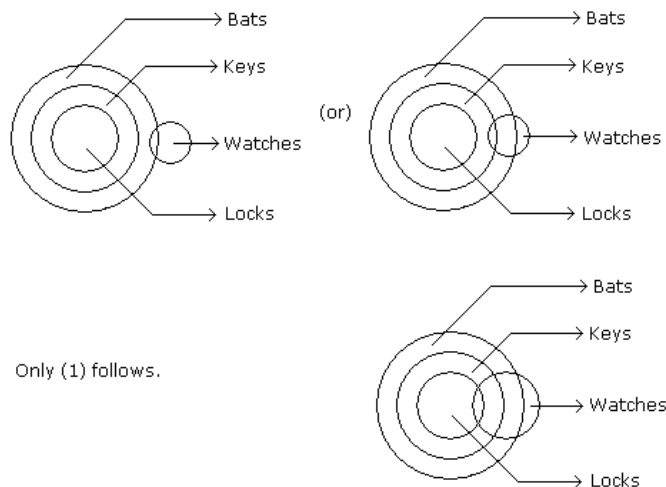 Bats
Keys
Watches
Locks
(or)
Bats
Keys
Watches
Locks
Only (1) follows.
Bats
Keys
Watches
Locks